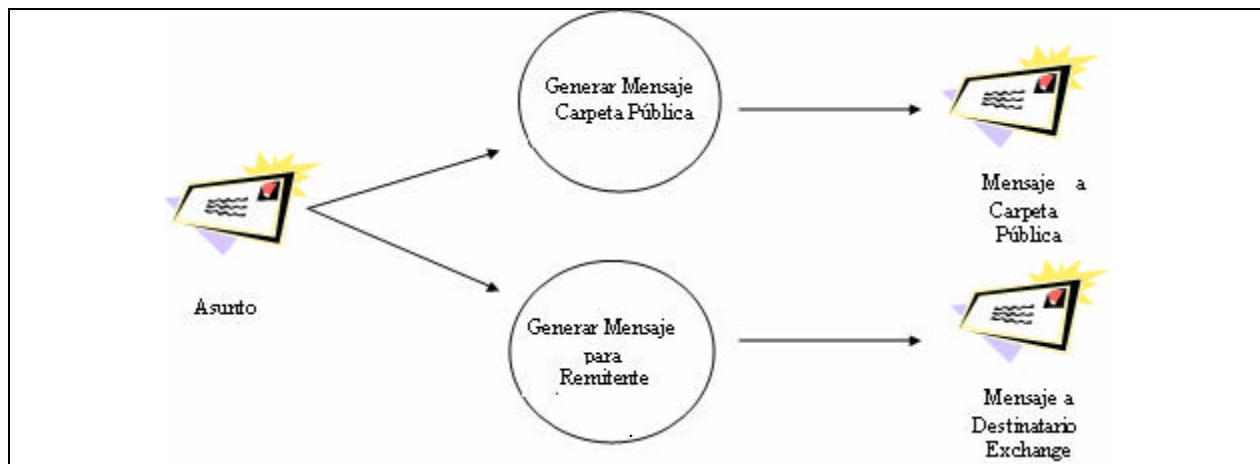 Generar Mensaje
Carpeta Pública
Mensaje a
Carpeta
Pública
Asunto
Generar Mensaje
para
Remitente
Mensaje a
Destinatario
Exchange